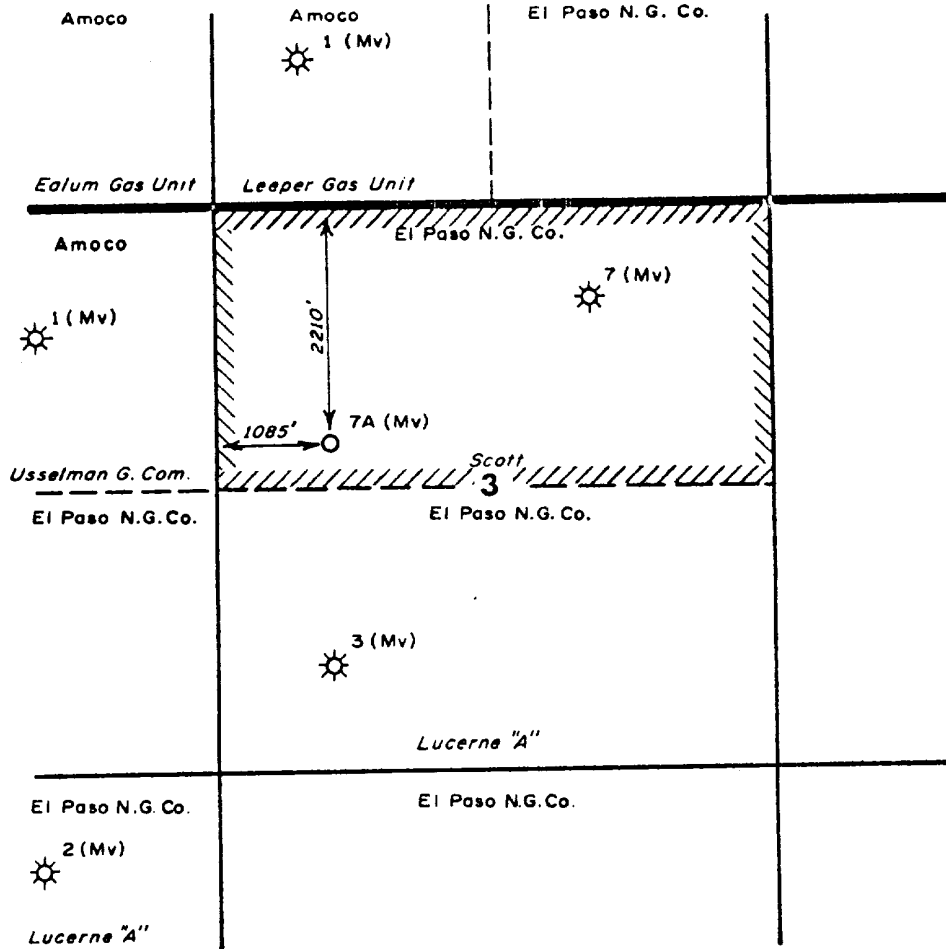 Amoco
Amoco
El Paso N. G. Co.
1 (Mv)
Ealum Gas Unit
Leeper Gas Unit
Amoco
El Paso N.G. Co.
7 (Mv)
1 (Mv)
2210'
7A (Mv)
1085'
Usselman G. Com.
Scott
3
El Paso N.G.Co.
El Paso N.G.Co.
3 (Mv)
Lucerne "A"
El Paso N.G.Co.
El Paso N.G.Co.
2 (Mv)
Lucerne "A"